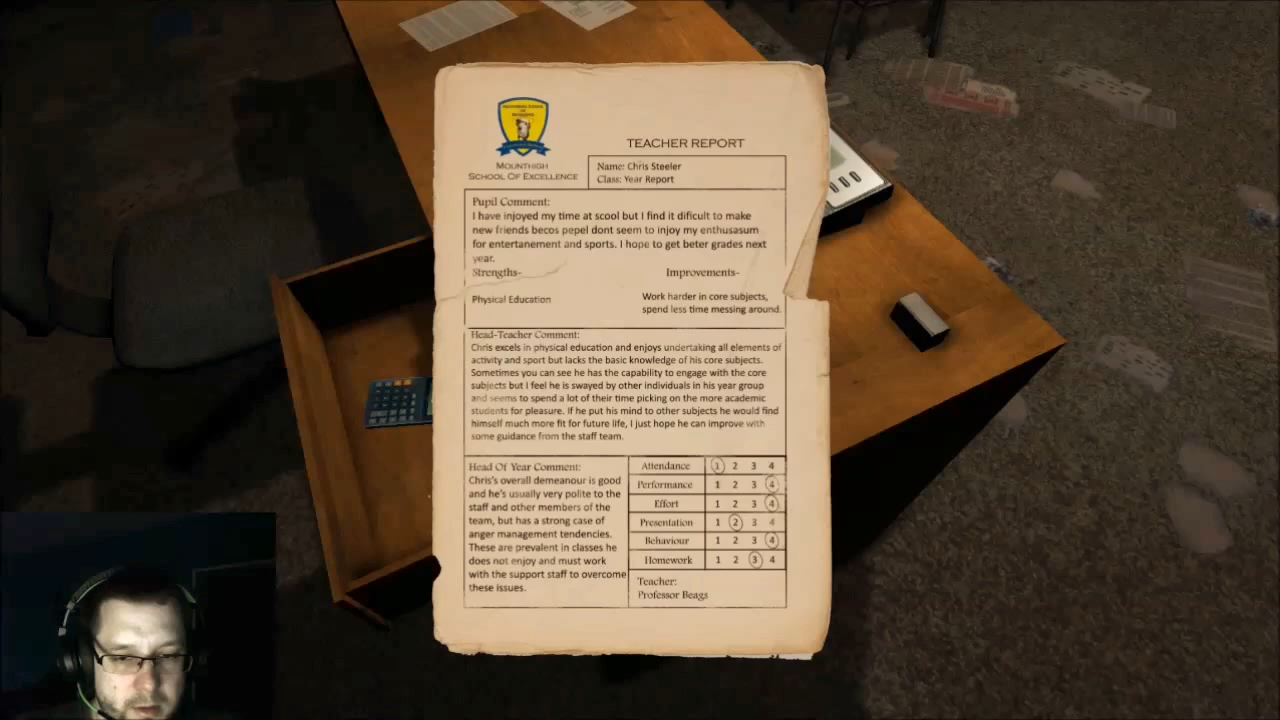 TEACHER REPORT
MOUNTHIGH
SCHOOL OF EXCELLENCE
Name: Chris Steeler
Class: Year Report
Pupil Comment:
I have injoyed my time at scool but I find it dificult to make
new friends becos pepel dont seem to injoy my enthusasum
for entertanement and sports. I hope to get beter grades next
year.
Strengths-
Improvements-
Physical Education
Work harder in core subjects,
spend less time messing around.
Head-Teacher Comment:
Chris excels in physical education and enjoys undertaking all elements of
activity and sport but lacks the basic knowledge of his core subjects.
Sometimes you can see he has the capability to engage with the core
subjects but I feel he is swayed by other individuals in his year group
and seems to spend a lot of their time picking on the more academic
students for pleasure. If he put his mind to other subjects he would find
himself much more fit for future life, I just hope he can improve with
some guidance from the staff team.
Head Of Year Comment:
Chris's overall demeanour is good
and he's usually very polite to the
staff and other members of the
team, but has a strong case of
anger management tendencies.
These are prevalent in classes he
does not enjoy and must work
with the support staff to overcome
these issues.
Attendance 1 2 3 4
Performance 1 2 3 4
Effort 1 2 3 4
Presentation 1 2 3 4
Behaviour 1 2 3 4
Homework 1 2 3 4
Teacher:
Professor Beags